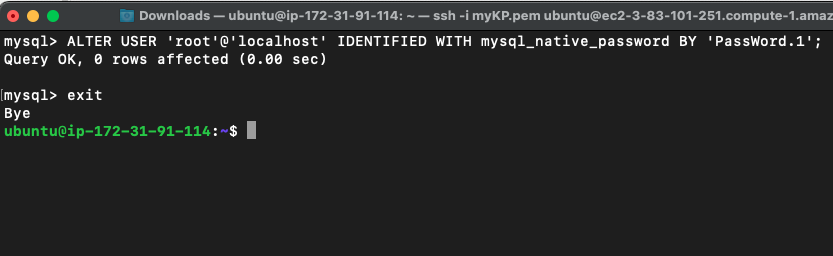 Downloads — ubuntu@ip-172-31-91-114: ~ — ssh -i myKP.pem ubuntu@ec2-3-83-101-251.compute-1.amaz
mysql> ALTER USER 'root'@'localhost' IDENTIFIED WITH mysql_native_password BY 'PassWord.1';
Query OK, 0 rows affected (0.00 sec)
[mysql> exit
Bye
ubuntu@ip-172-31-91-114:~$